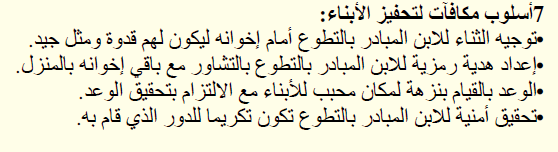 7أسلوب مكافآت لتحفيز الأبناء:
•توجيه الثناء للابن المبادر بالتطوع أمام إخوانه ليكون لهم قدوة ومثل جيد.
•إعداد هدية رمزية للابن المبادر بالتطوع بالتشاور مع باقي إخوانه بالمنزل.
•الوعد بالقيام بنزهة لمكان محبب للأبناء مع الالتزام بتحقيق الوعد.
•تحقيق أمنية للابن المبادر بالتطوع تكون تكريما للدور الذي قام به.